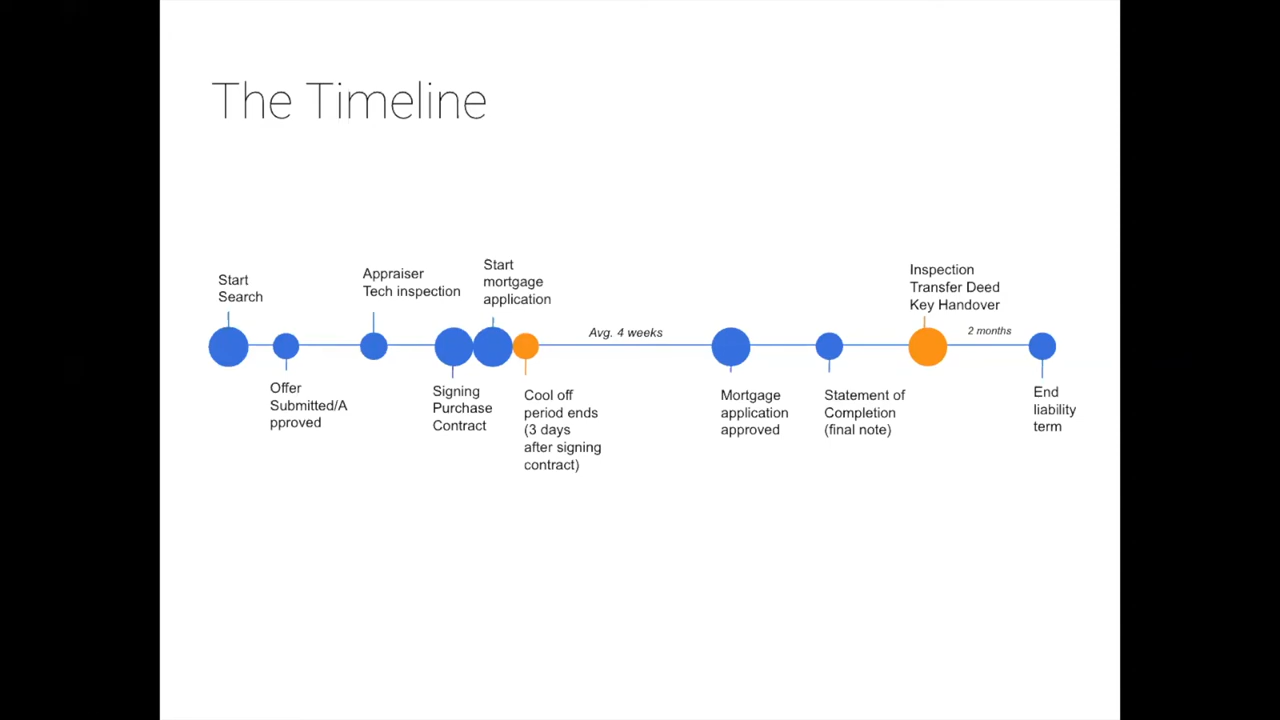 The Timeline
Start
Search
Offer
Submitted/A
pproved
Appraiser
Tech inspection
Signing
Purchase
Contract
Start
mortgage
application
Cool off
period ends
(3 days
after signing
contract)
Avg. 4 weeks
Mortgage
application
approved
Statement of
Completion
(final note)
Inspection
Transfer Deed
Key Handover
2 months
End
liability
term